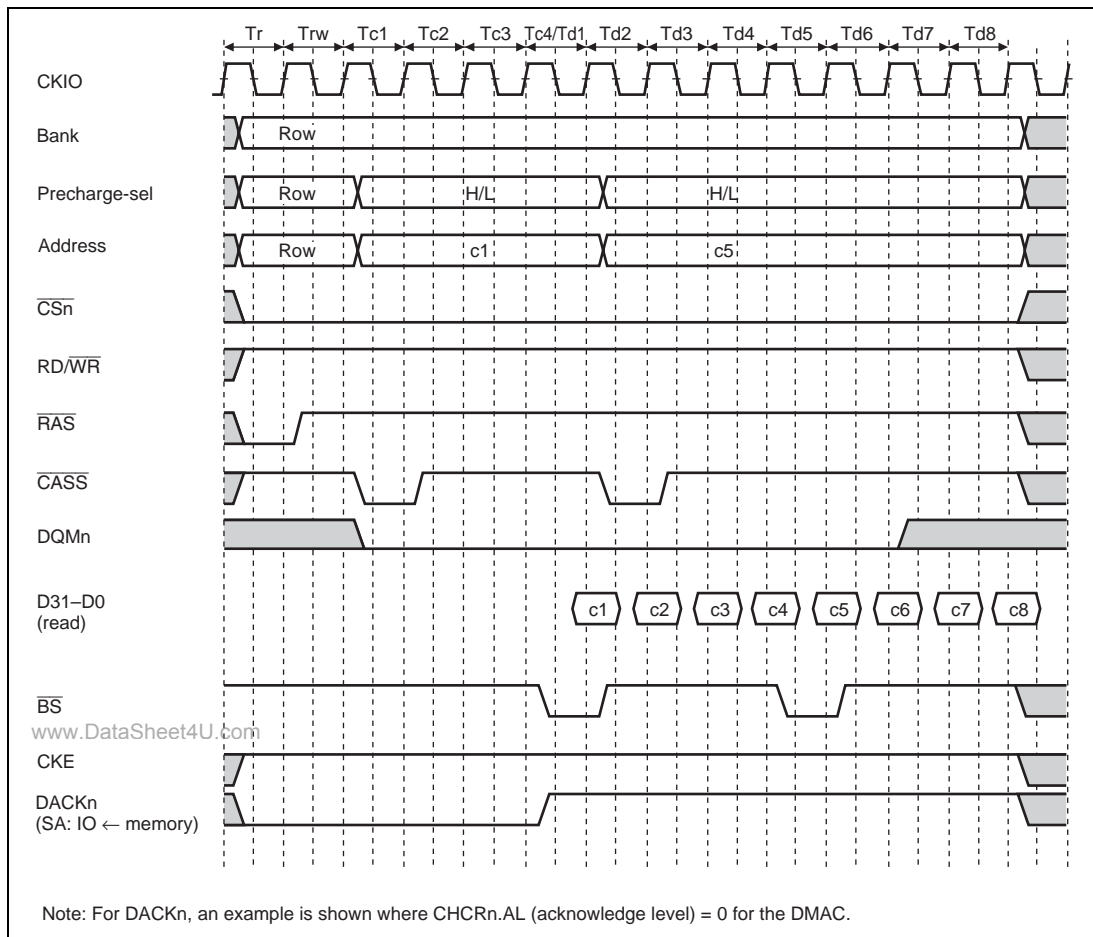 Tr Trw Tc1 Tc2 Tc3 Tc4/Td1 Td2 Td3 Td4 Td5 Td6 Td7 Td8
CKIO
Bank Row
Precharge-sel Row H/L H/L
Address Row c1 c5
CSn
RD/WR
RAS
CASS
DQMn
D31–D0
(read)
c1 c2 c3 c4 c5 c6 c7 c8
BS
www.DataSheet4U.com
CKE
DACKn
(SA: IO ← memory)
Note: For DACKn, an example is shown where CHCRn.AL (acknowledge level) = 0 for the DMAC.